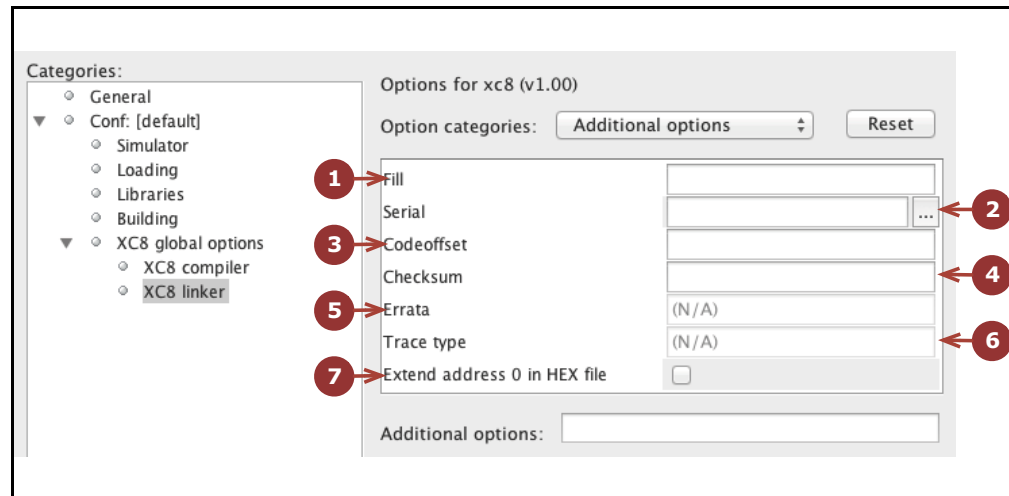 Categories:
General
Conf: [default]
Simulator
Loading
Libraries
Building
XC8 global options
XC8 compiler
XC8 linker
Options for xc8 (v1.00)
Option categories: Additional options Reset
1 Fill
Serial ... 2
3 Codeoffset
Checksum 4
5 Errata (N/A)
Trace type (N/A) 6
7 Extend address 0 in HEX file
Additional options: